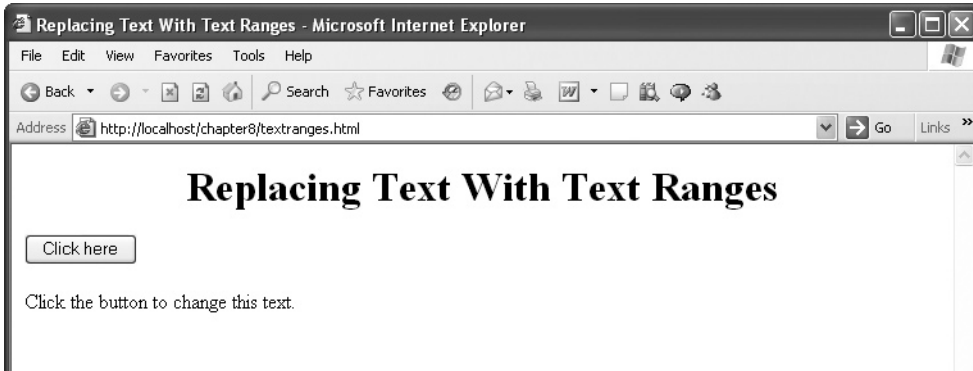 Replacing Text With Text Ranges - Microsoft Internet Explorer
File Edit View Favorites Tools Help
Back Search Favorites W
Address http://localhost/chapter8/textranges.html Go Links »
Replacing Text With Text Ranges
Click here
Click the button to change this text.